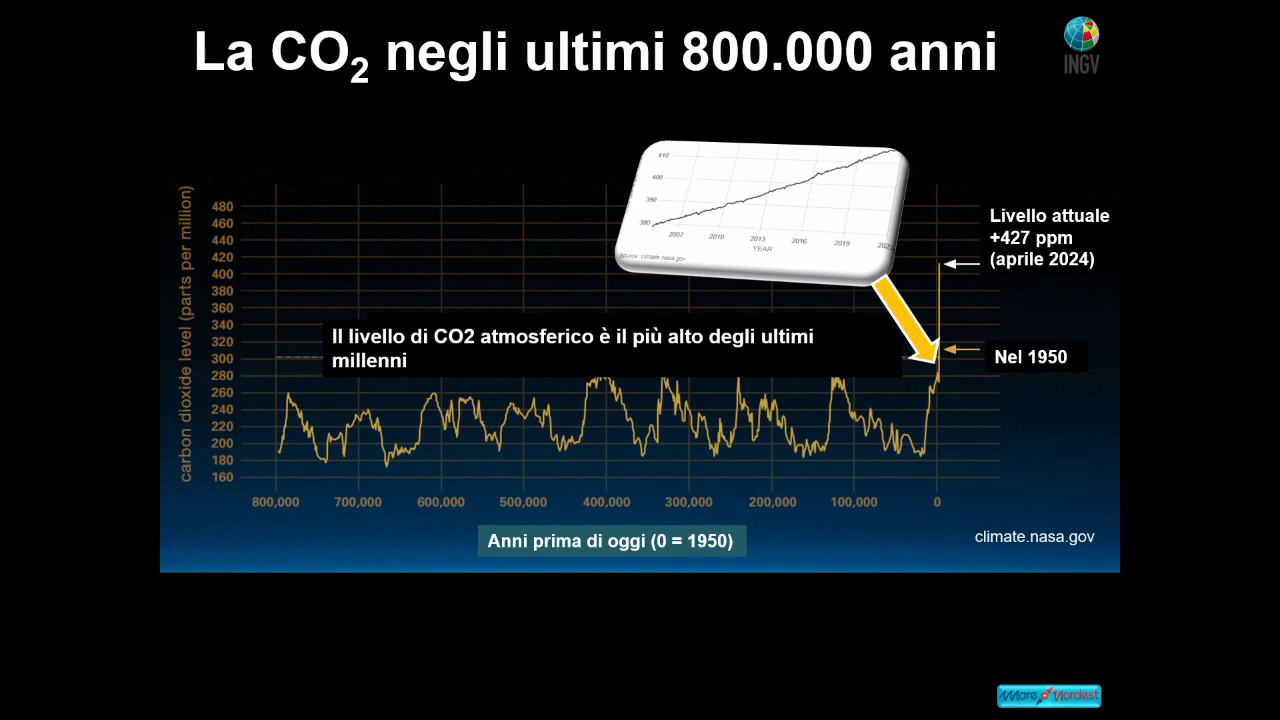 La CO2 negli ultimi 800.000 anni
INGV
410
400
390
380
2007 2010 2013 2016 2019
YEAR
Source: climate.nasa.gov
carbon dioxide level (parts per million)
480
460
440
420
400
380
360
340
320
300
280
260
240
220
200
180
160
Livello attuale
+427 ppm
(aprile 2024)
Il livello di CO2 atmosferico è il più alto degli ultimi
millenni
Nel 1950
800,000 700,000 600,000 500,000 400,000 300,000 200,000 100,000 0
Anni prima di oggi (0 = 1950)
climate.nasa.gov
Mare Nordest